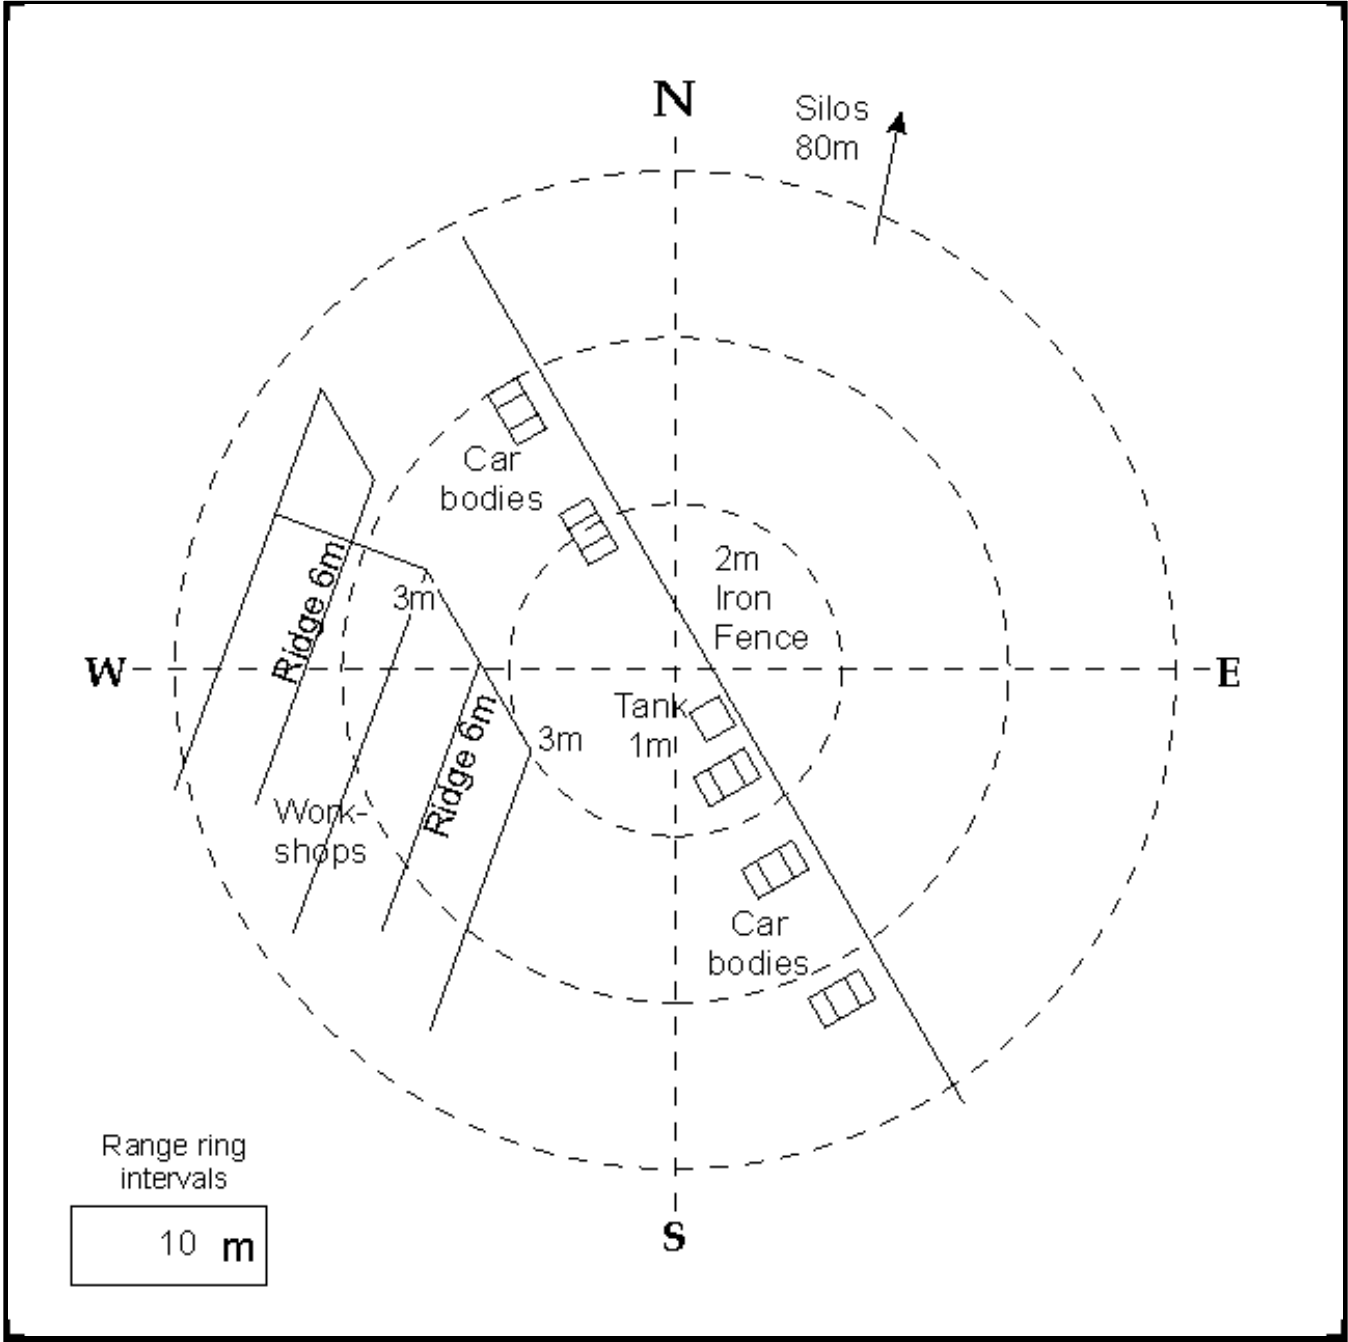 N
Silos
80m
Car
bodies
2m
Iron
Fence
Ridge 6m
3m
W
E
Tank
1m
3m
Ridge 6m
Work-
shops
Car
bodies
Range ring
intervals
10 m
S